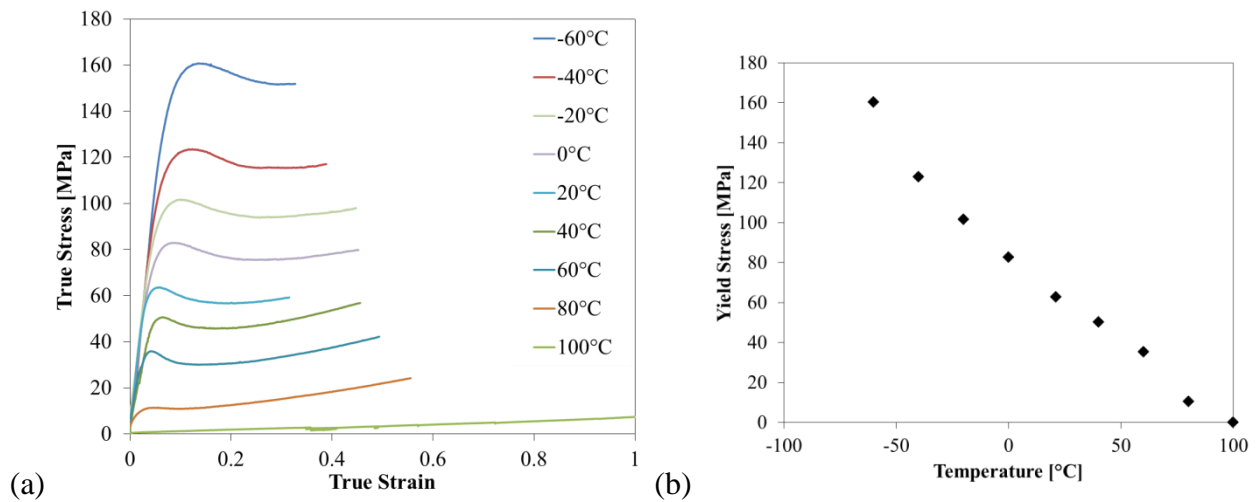 180
160
140
120
100
80
60
40
20
0
True Stress [MPa]
0
0.2
0.4
0.6
0.8
1
True Strain
-60°C
-40°C
-20°C
0°C
20°C
40°C
60°C
80°C
100°C
(a)
180
160
140
120
100
80
60
40
20
0
Yield Stress [MPa]
-100
-50
0
50
100
Temperature [°C]
(b)